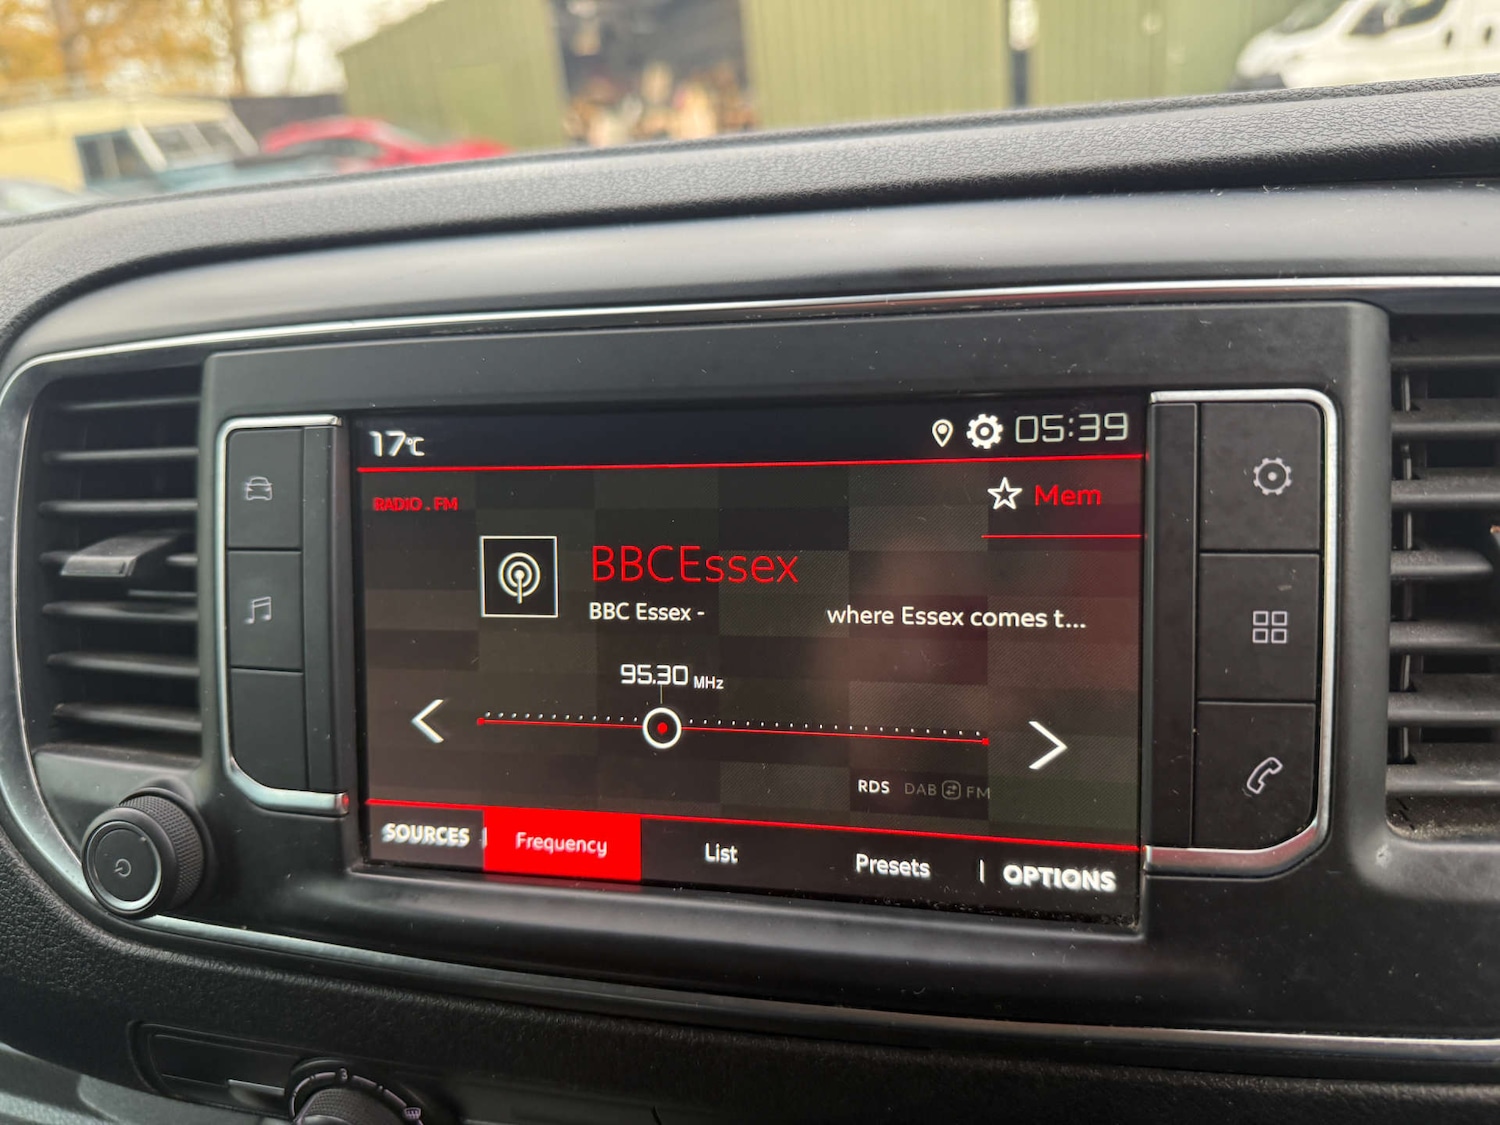 17°C 05:39
RADIO . FM
Mem
BBCEssex
BBC Essex - where Essex comes t...
95.30 MHz
RDS DAB FM
SOURCES Frequency List Presets OPTIONS
3